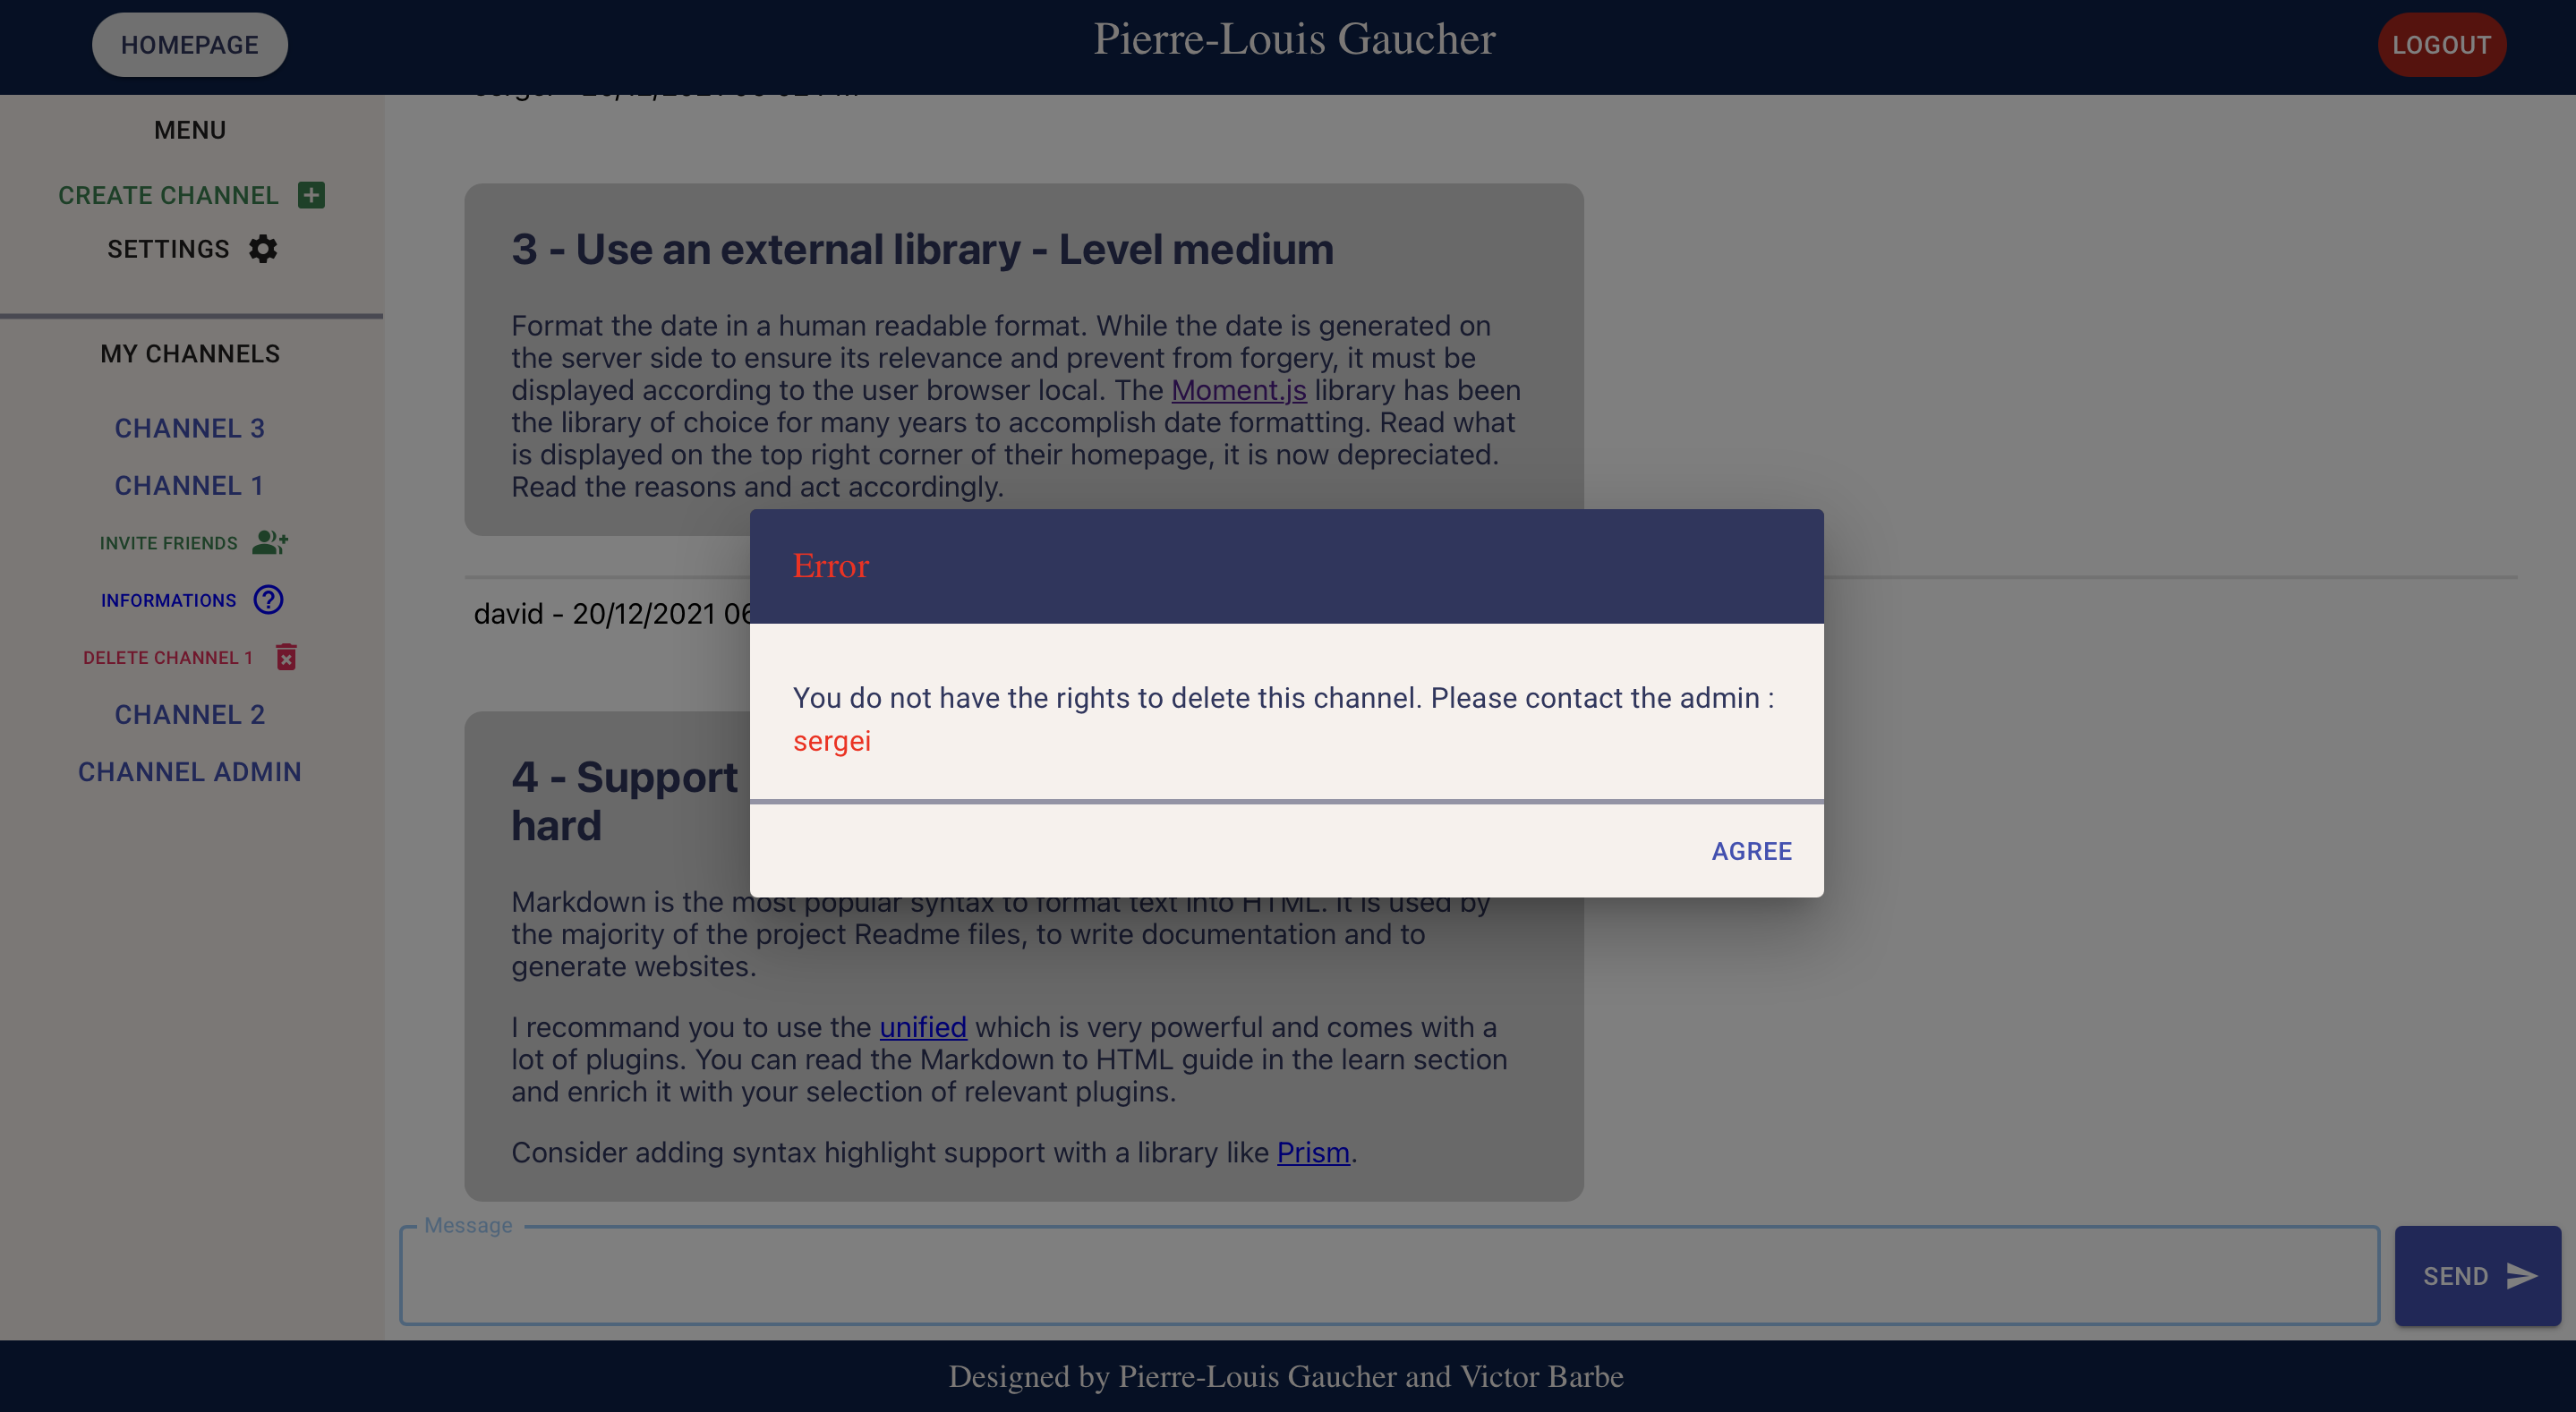 HOMEPAGE
Pierre-Louis Gaucher
LOGOUT
MENU
CREATE CHANNEL
SETTINGS
MY CHANNELS
CHANNEL 3
CHANNEL 1
INVITE FRIENDS
INFORMATIONS
DELETE CHANNEL 1
CHANNEL 2
CHANNEL ADMIN
3 - Use an external library - Level medium
Format the date in a human readable format. While the date is generated on
the server side to ensure its relevance and prevent from forgery, it must be
displayed according to the user browser local. The Moment.js library has been
the library of choice for many years to accomplish date formatting. Read what
is displayed on the top right corner of their homepage, it is now depreciated.
Read the reasons and act accordingly.
david - 20/12/2021 06
Error
You do not have the rights to delete this channel. Please contact the admin :
sergei
AGREE
4 - Support
hard
Markdown is the most popular syntax to format text into HTML. It is used by
the majority of the project Readme files, to write documentation and to
generate websites.
I recommand you to use the unified which is very powerful and comes with a
lot of plugins. You can read the Markdown to HTML guide in the learn section
and enrich it with your selection of relevant plugins.
Consider adding syntax highlight support with a library like Prism.
Message
SEND
Designed by Pierre-Louis Gaucher and Victor Barbe